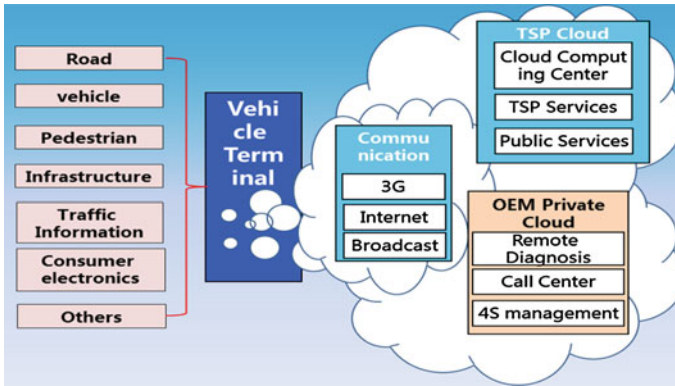 Road
vehicle
Pedestrian
Infrastructure
Traffic
Information
Consumer
electronics
Others
Vehi
cle
Term
inal
Commu
nication
3G
Internet
Broadcast
TSP Cloud
Cloud Comput
ing Center
TSP Services
Public Services
OEM Private
Cloud
Remote
Diagnosis
Call Center
4S management